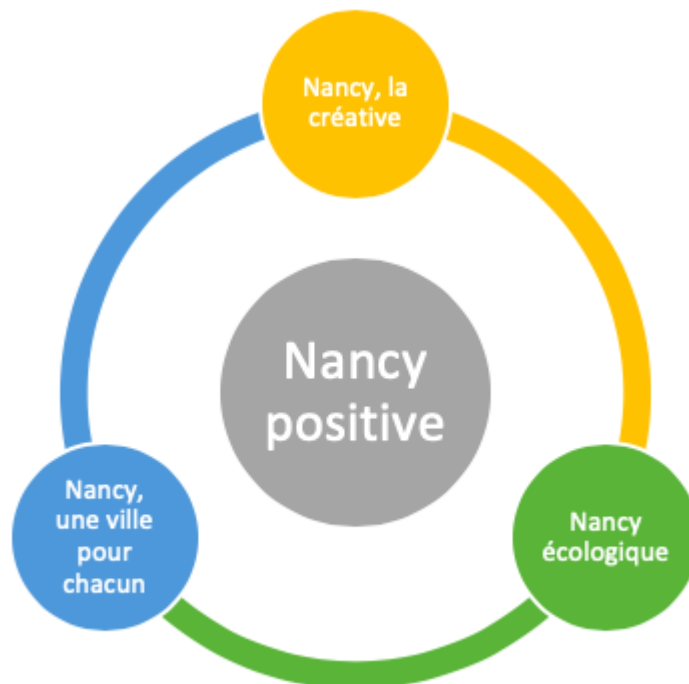 Nancy, la
créative
Nancy
positive
Nancy,
une ville
pour
chacun
Nancy
écologique